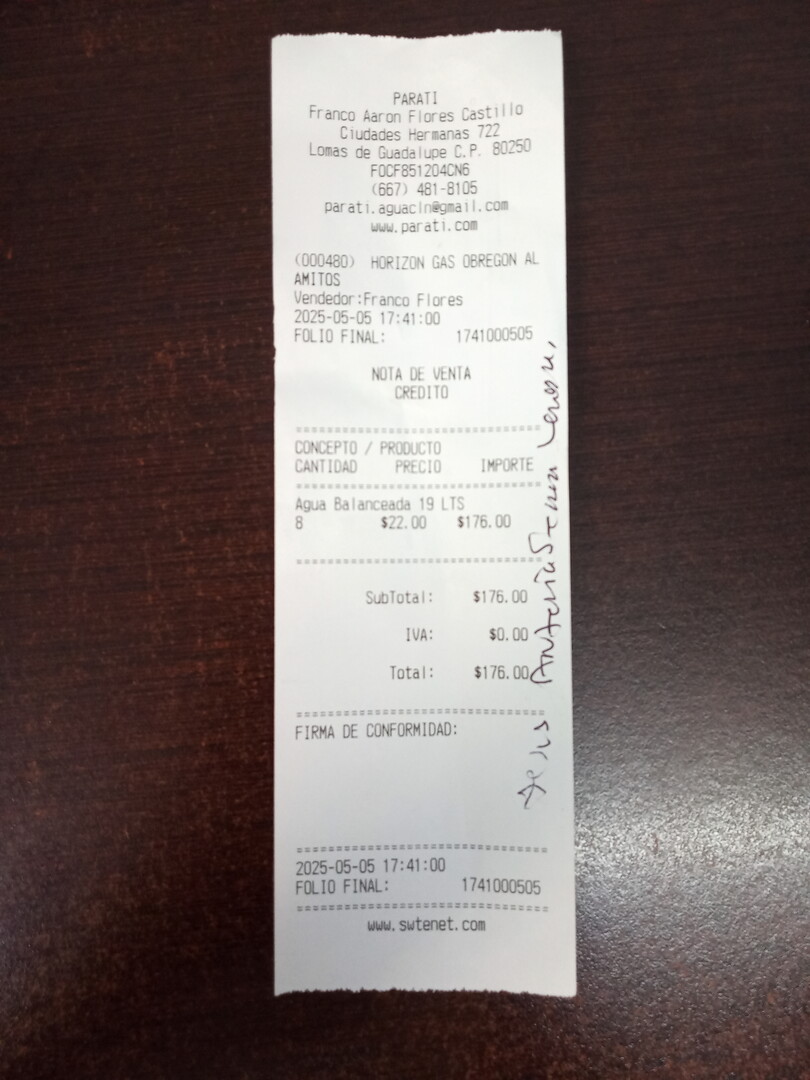 PARATI
Franco Aaron Flores Castillo
Ciudades Hermanas 722
Lomas de Guadalupe C.P. 80250
FOCF851204CN6
(667) 481-8105
parati.aguacln@gmail.com
www.parati.com
(000480) HORIZON GAS OBREGON AL
AMITOS
Vendedor:Franco Flores
2025-05-05 17:41:00
FOLIO FINAL: 1741000505
NOTA DE VENTA
CREDITO
CONCEPTO / PRODUCTO
CANTIDAD PRECIO IMPORTE
Agua Balanceada 19 LTS
8 $22.00 $176.00
SubTotal: $176.00
IVA: $0.00
Total: $176.00
FIRMA DE CONFORMIDAD:
2025-05-05 17:41:00
FOLIO FINAL: 1741000505
www.swtenet.com